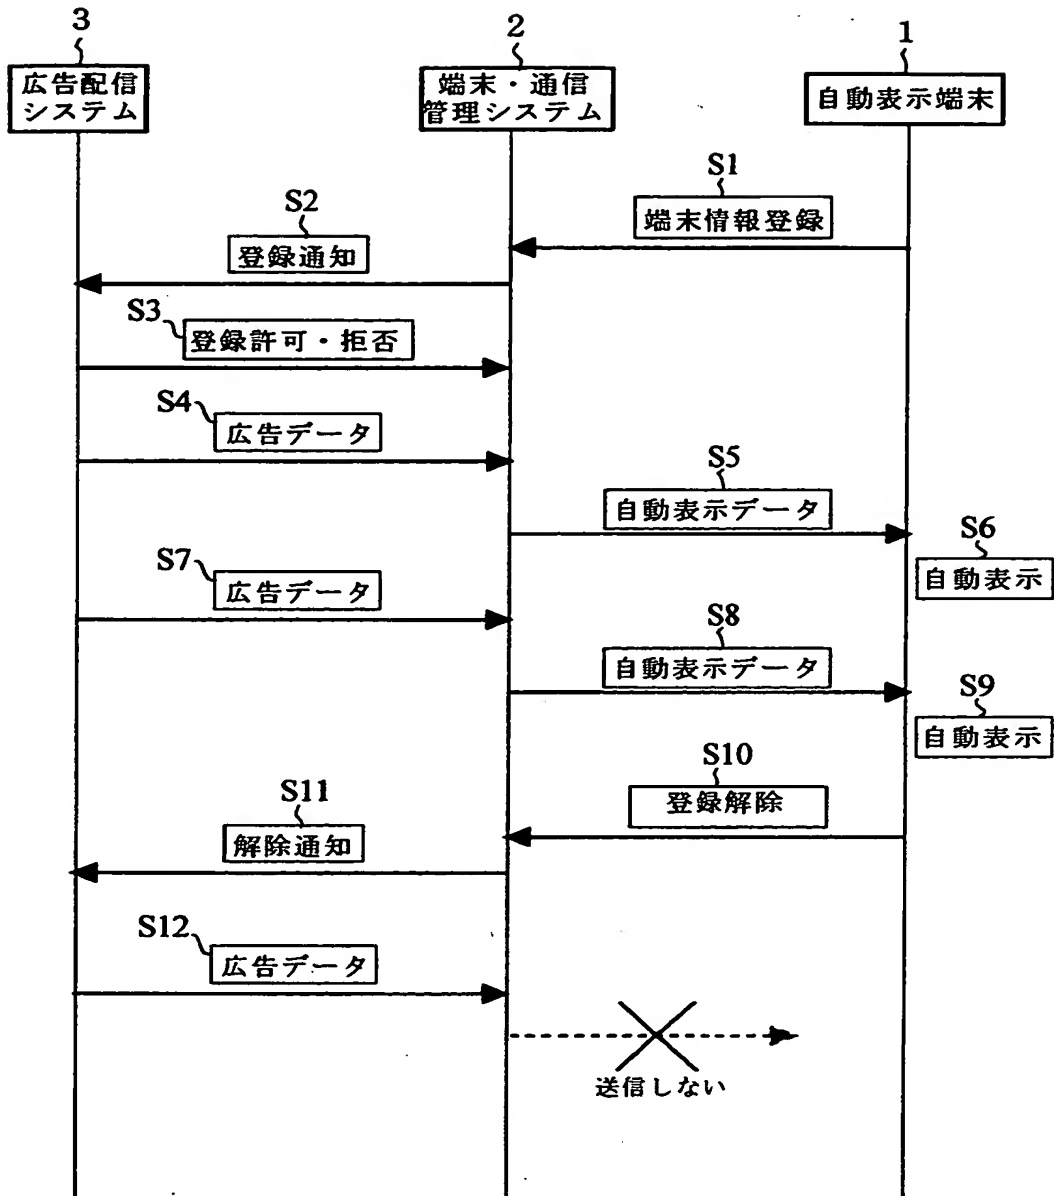 3
2
1
広告配信
システム
端末・通信
管理システム
自動表示端末
S1
端末情報登録
S2
登録通知
S3
登録許可・拒否
S4
広告データ
S5
自動表示データ
S6
自動表示
S7
広告データ
S8
自動表示データ
S9
自動表示
S10
登録解除
S11
解除通知
S12
広告データ
送信しない